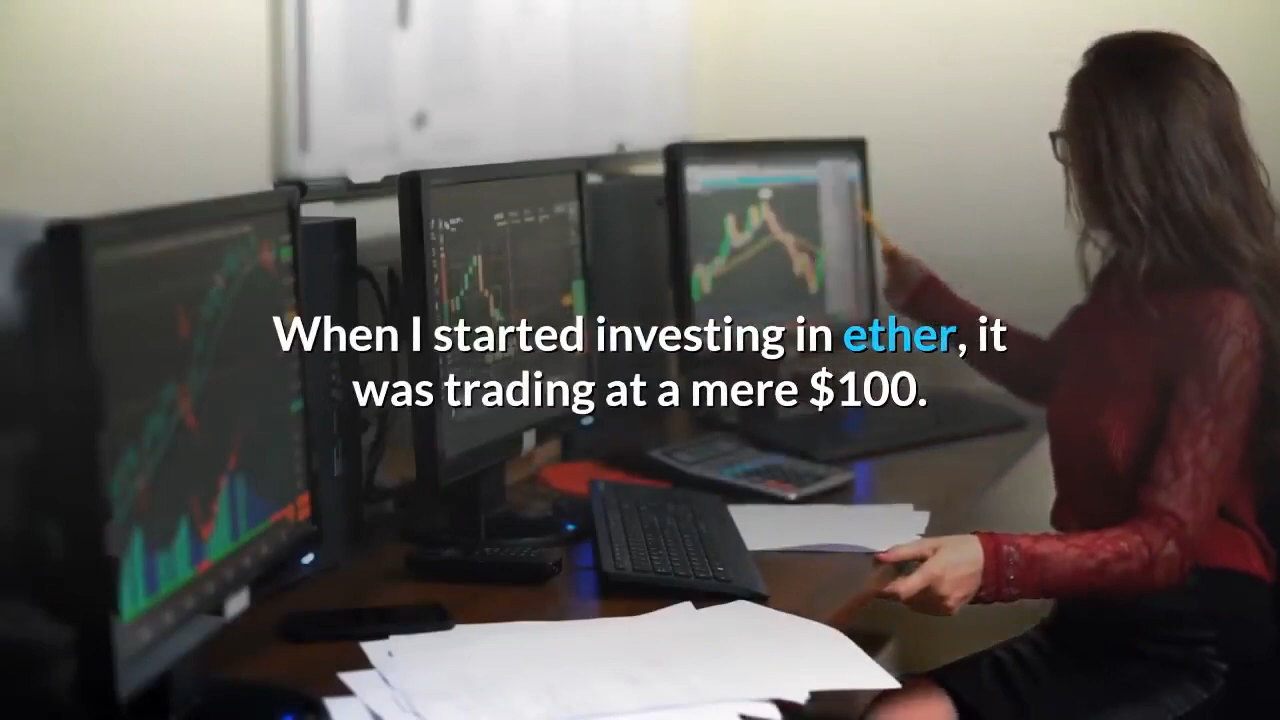 When I started investing in ether, it
was trading at a mere $100.